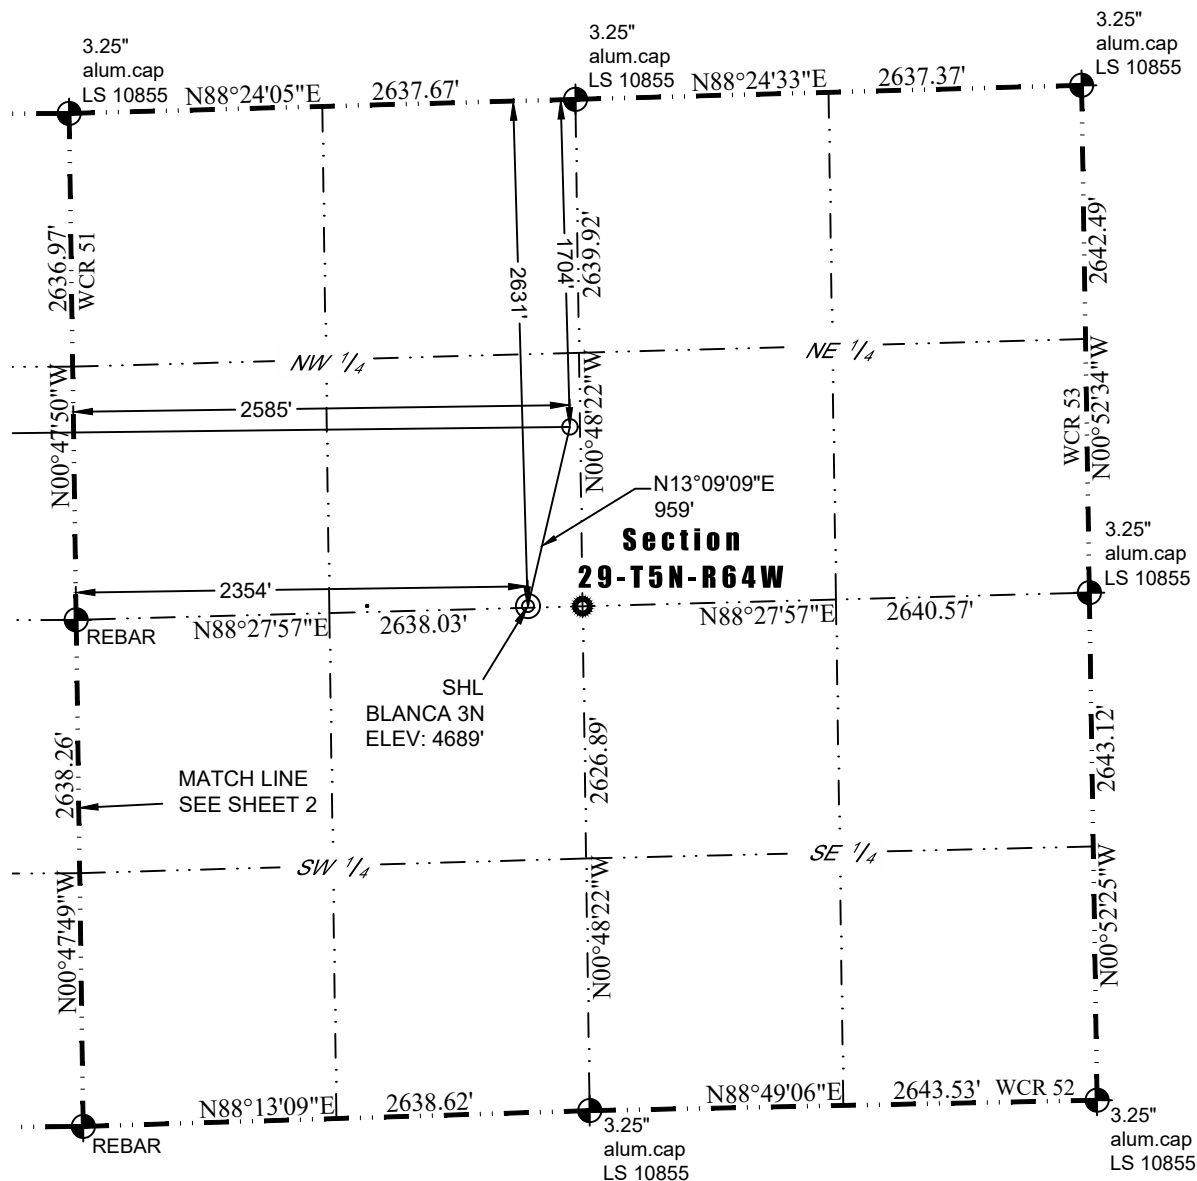 3.25"
alum.cap
LS 10855
N88°24'05"E
2637.67'
3.25"
alum.cap
LS 10855
N88°24'33"E
2637.37'
3.25"
alum.cap
LS 10855
2636.97'
WCR 51
2631'
1704'
2639.92'
2642.49'
NW 1/4
NE 1/4
N00°47'50"W
2585'
N00°48'22"W
WCR 53
N00°52'34"W
N13°09'09"E
959'
Section
29-T5N-R64W
3.25"
alum.cap
LS 10855
2354'
REBAR
N88°27'57"E
2638.03'
N88°27'57"E
2640.57'
SHL
BLANCA 3N
ELEV: 4689'
2638.26'
MATCH LINE
SEE SHEET 2
2626.89'
2643.12'
SW 1/4
SE 1/4
N00°47'49"W
N00°48'22"W
N00°52'25"W
N88°13'09"E
2638.62'
N88°49'06"E
2643.53'
WCR 52
REBAR
3.25"
alum.cap
LS 10855
3.25"
alum.cap
LS 10855